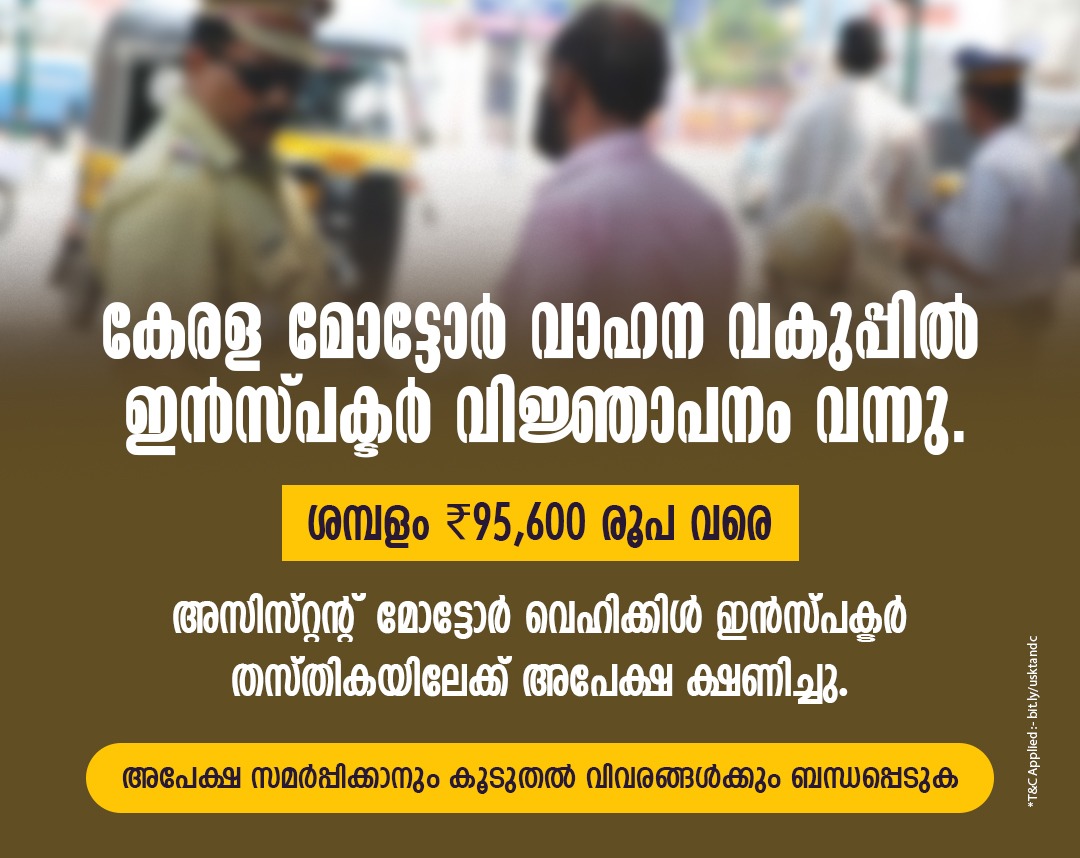 കേരള മോട്ടോർ വാഹന വകുപ്പിൽ
ഇൻസ്പക്ടർ വിജ്ഞാപനം വന്നു.
ശമ്പളം ₹95,600 രൂപ വരെ
അസിസ്റ്റന്റ് മോട്ടോർ വെഹിക്കിൾ ഇൻസ്പക്ടർ
തസ്തികയിലേക്ക് അപേക്ഷ ക്ഷണിച്ചു.
അപേക്ഷ സമർപ്പിക്കാനും കൂടുതൽ വിവരങ്ങൾക്കും ബന്ധപ്പെടുക
*T&C Applied :- bit.ly/usktandc